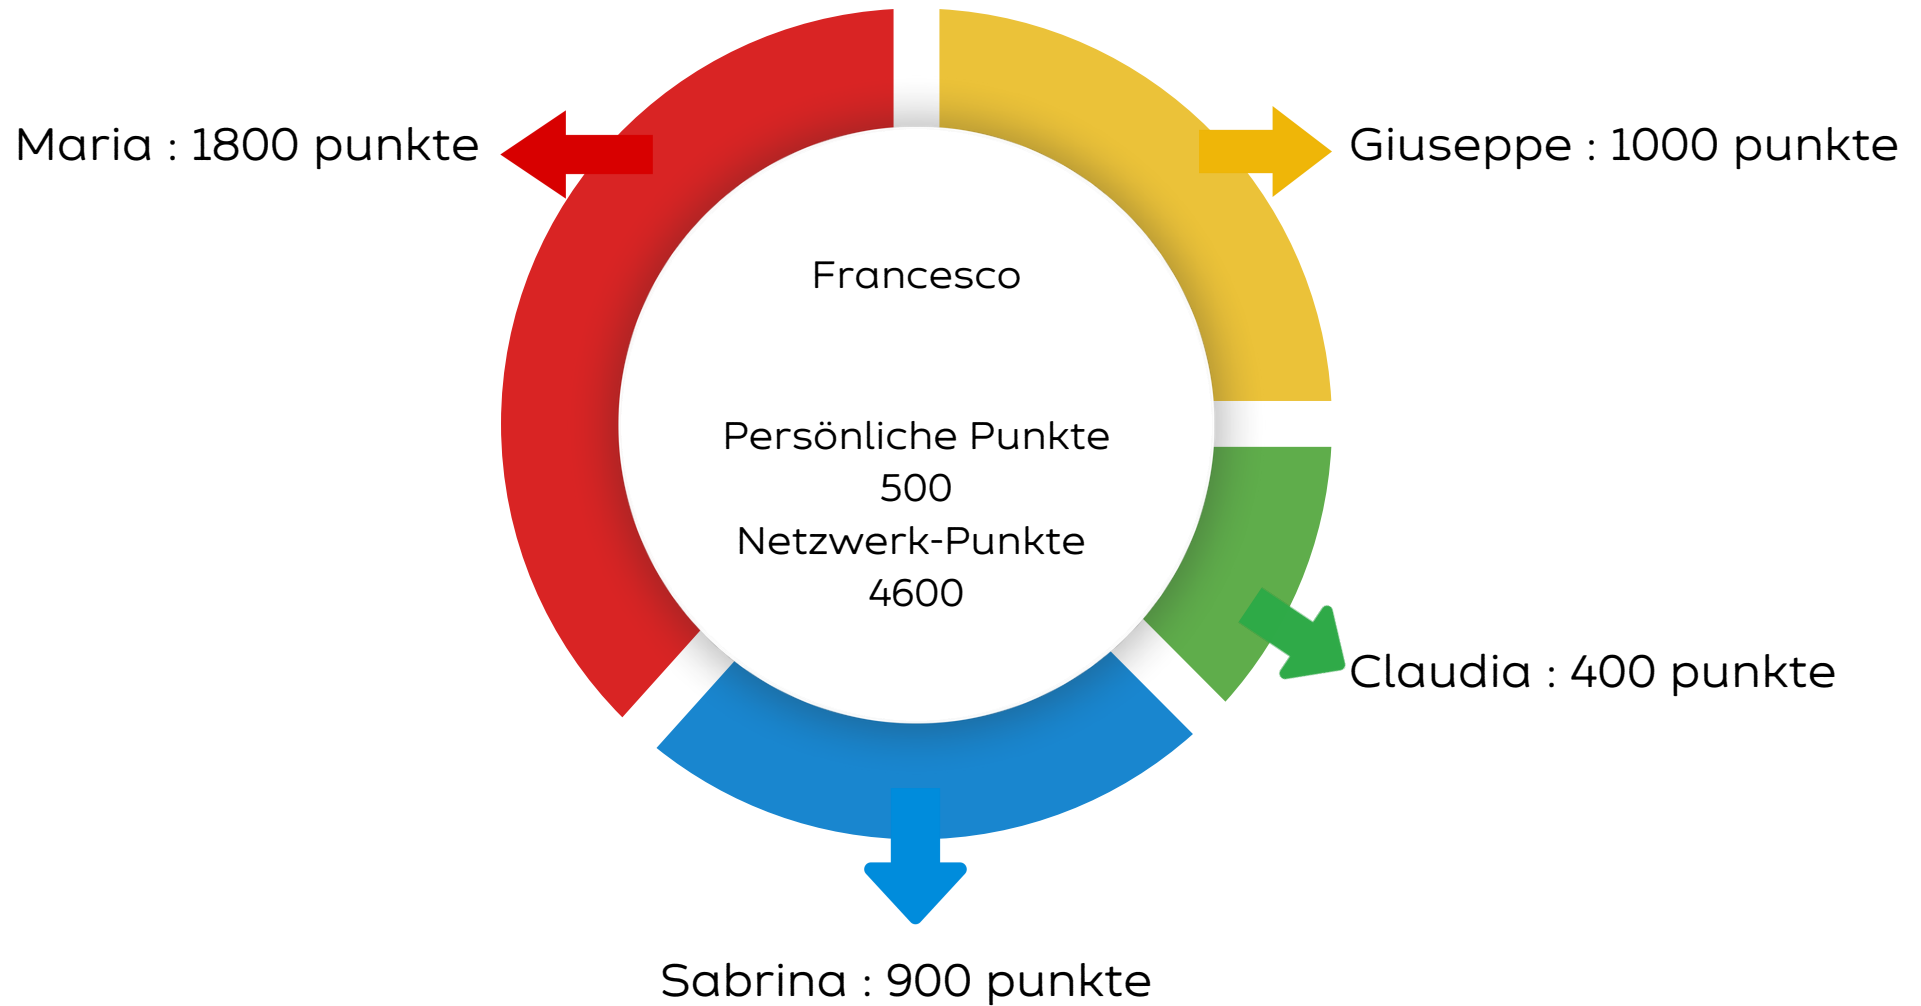 Maria : 1800 punkte
Giuseppe : 1000 punkte
Francesco
Persönliche Punkte
500
Netzwerk-Punkte
4600
Claudia : 400 punkte
Sabrina : 900 punkte